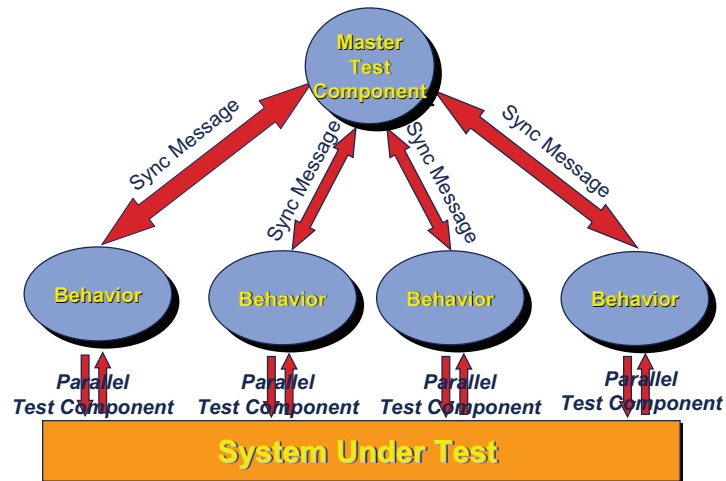 Master
Test
Component
Sync Message
Sync Message
Sync Message
Sync Message
Behavior
Behavior
Behavior
Behavior
Parallel
Test Component
Parallel
Test Component
Parallel
Test Component
Parallel
Test Component
System Under Test